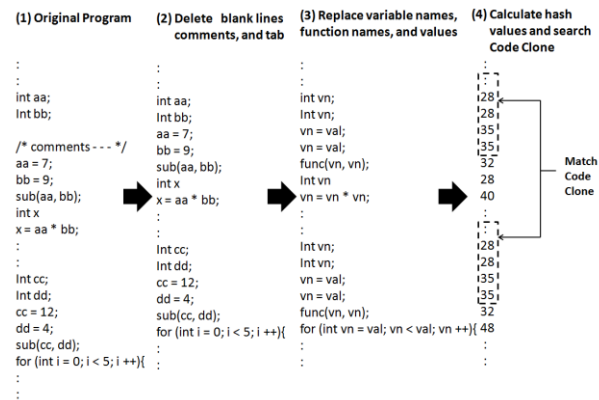 (1) Original Program
:
:
int aa;
Int bb;
/* comments - - - */
aa = 7;
bb = 9;
sub(aa, bb);
int x
x = aa * bb;
:
:
Int cc;
Int dd;
cc = 12;
dd = 4;
sub(cc, dd);
for (int i = 0; i < 5; i ++){
:
:
(2) Delete blank lines
comments, and tab
:
:
int aa;
Int bb;
aa = 7;
bb = 9;
sub(aa, bb);
int x
x = aa * bb;
:
:
Int cc;
Int dd;
cc = 12;
dd = 4;
sub(cc, dd);
for (int i = 0; i < 5; i ++){
:
:
(3) Replace variable names,
function names, and values
:
:
int vn;
Int vn;
vn = val;
vn = val;
func(vn, vn);
Int vn
vn = vn * vn;
:
:
Int vn;
Int vn;
vn = val;
vn = val;
func(vn, vn);
for (int vn = val; vn < val; vn ++){
:
:
(4) Calculate hash
values and search
Code Clone
:
:
28
28
35
35
32
28
40
:
:
28
28
35
35
32
48
:
:
Match
Code
Clone